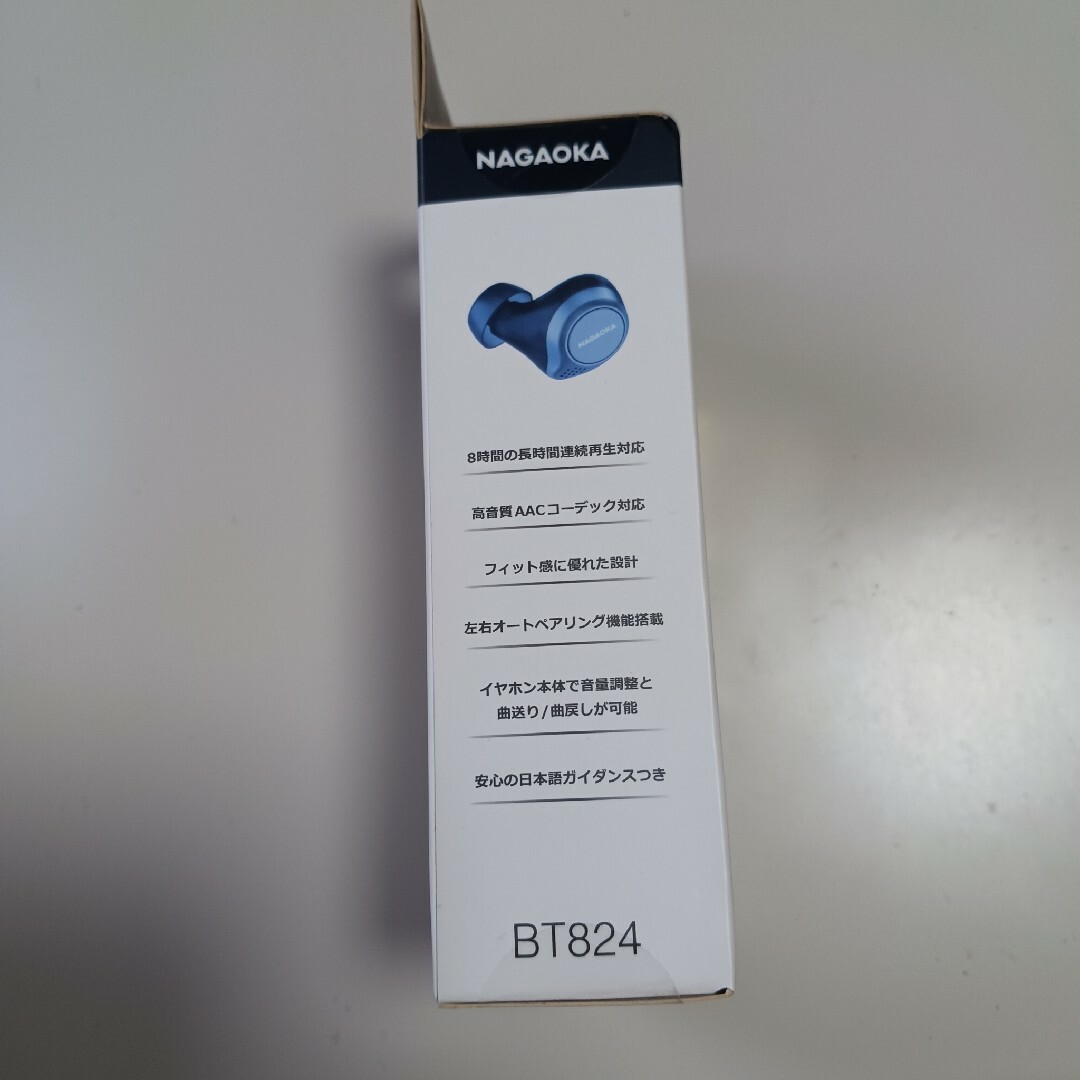 NAGAOKA
NAGAOKA
8時間の長時間連続再生対応
高音質AACコーデック対応
フィット感に優れた設計
左右オートペアリング機能搭載
イヤホン本体で音量調整と
曲送り/曲戻しが可能
安心の日本語ガイダンスつき
BT824